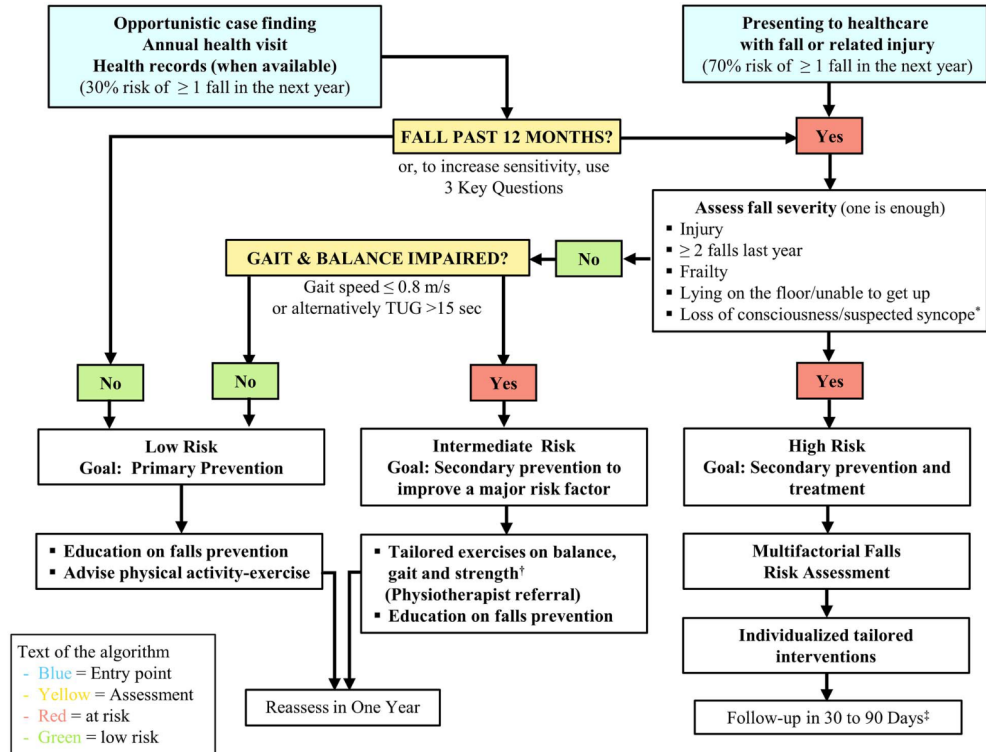 Opportunistic case finding
Annual health visit
Health records (when available)
(30% risk of ≥ 1 fall in the next year)
Presenting to healthcare
with fall or related injury
(70% risk of ≥ 1 fall in the next year)
FALL PAST 12 MONTHS?
Yes
or, to increase sensitivity, use
3 Key Questions
Assess fall severity (one is enough)
▪ Injury
▪ ≥ 2 falls last year
▪ Frailty
▪ Lying on the floor/unable to get up
▪ Loss of consciousness/suspected syncope*
No
GAIT & BALANCE IMPAIRED?
Gait speed ≤ 0.8 m/s
or alternatively TUG >15 sec
No
No
Yes
Yes
Low Risk
Goal: Primary Prevention
Intermediate Risk
Goal: Secondary prevention to
improve a major risk factor
High Risk
Goal: Secondary prevention and
treatment
▪ Education on falls prevention
▪ Advise physical activity-exercise
▪ Tailored exercises on balance,
gait and strength†
(Physiotherapist referral)
▪ Education on falls prevention
Multifactorial Falls
Risk Assessment
Individualized tailored
interventions
Text of the algorithm
- Blue = Entry point
- Yellow = Assessment
- Red = at risk
- Green = low risk
Reassess in One Year
Follow-up in 30 to 90 Days‡